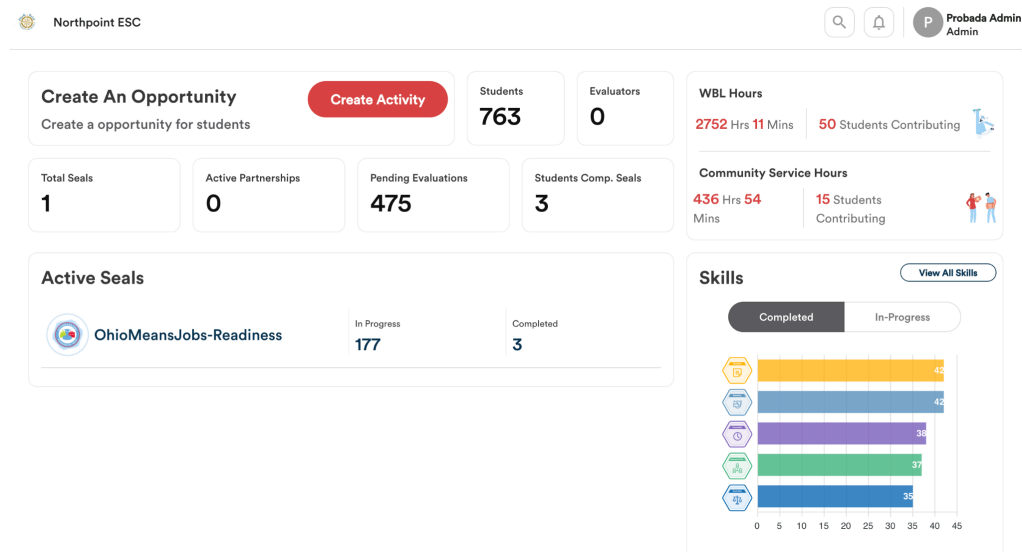 Northpoint ESC
P
Probada Admin
Admin
Create An Opportunity
Create a opportunity for students
Create Activity
Students
763
Evaluators
0
WBL Hours
2752 Hrs 11 Mins
50 Students Contributing
Community Service Hours
436 Hrs 54
Mins
15 Students
Contributing
Total Seals
1
Active Partnerships
0
Pending Evaluations
475
Students Comp. Seals
3
Active Seals
OhioMeansJobs-Readiness
In Progress
177
Completed
3
Skills
View All Skills
Completed
In-Progress
42
42
38
37
35
0 5 10 15 20 25 30 35 40 45